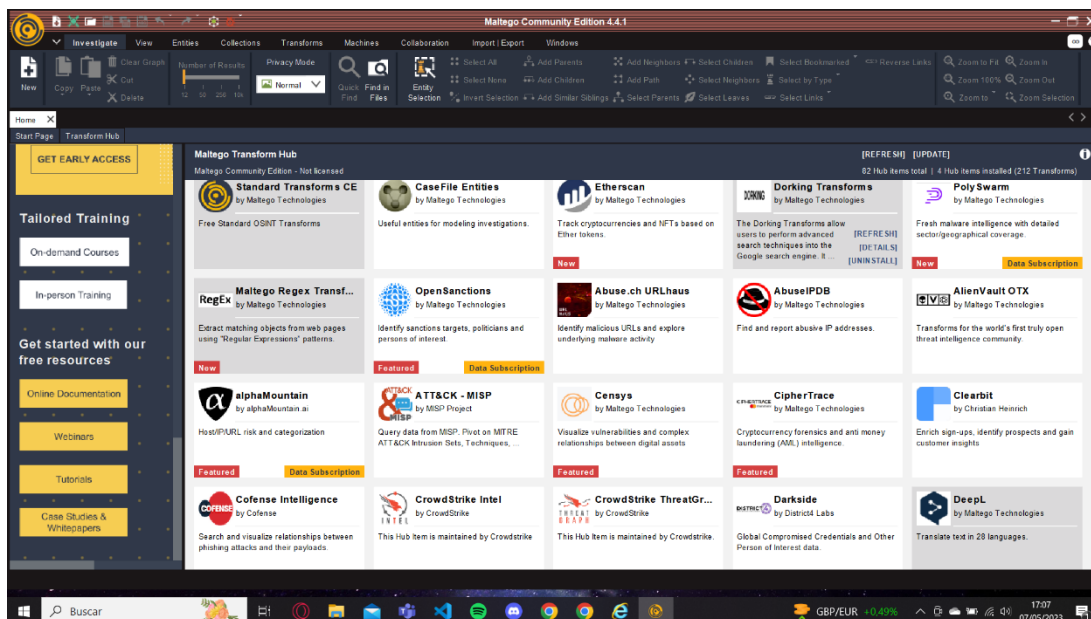 Maltego Community Edition 4.4.1
Investigate View Entities Collections Transforms Machines Collaboration Import | Export Windows
New
Copy
Paste
Clear Graph
Cut
Delete
Number of Results
12 50 256 10k
Privacy Mode
Normal
Quick Find
Find in Files
Entity Selection
Select All
Select None
Invert Selection
Add Parents
Add Children
Add Similar Siblings
Add Neighbors
Add Path
Select Parents
Select Children
Select Neighbors
Select Leaves
Select Bookmarked
Select by Type
Select Links
Reverse Links
Zoom to Fit
Zoom In
Zoom 100%
Zoom Out
Zoom to
Zoom Selection
Home X
Start Page Transform Hub
GET EARLY ACCESS
Tailored Training
On-demand Courses
In-person Training
Get started with our
free resources
Online Documentation
Webinars
Tutorials
Case Studies &
Whitepapers
Maltego Transform Hub
[REFRESH] [UPDATE]
Maltego Community Edition - Not licensed
82 Hub items total | 4 Hub items installed (212 Transforms)
Standard Transforms CE
by Maltego Technologies
Free Standard OSINT Transforms
CaseFile Entities
by Maltego Technologies
Useful entities for modeling investigations.
Etherscan
by Maltego Technologies
Track cryptocurrencies and NFTs based on
Ether tokens.
New
DORKING
Dorking Transforms
by Maltego Technologies
The Dorking Transforms allow
users to perform advanced
search techniques into the
Google search engine. It ...
[REFRESH]
[DETAILS]
[UNINSTALL]
PolySwarm
by Maltego Technologies
Fresh malware intelligence with detailed
sector/geographical coverage.
New
Data Subscription
RegEx
Maltego Regex Transf...
by Maltego Technologies
Extract matching objects from web pages
using "Regular Expressions" patterns.
New
OpenSanctions
by Maltego Technologies
Identify sanctions targets, politicians and
persons of interest.
Featured
Data Subscription
Abuse.ch URLhaus
by Maltego Technologies
Identify malicious URLs and explore
underlying malware activity
AbuseIPDB
by Maltego Technologies
Find and report abusive IP addresses.
AlienVault OTX
by Maltego Technologies
Transforms for the world's first truly open
threat intelligence community.
alphaMountain
by alphaMountain.ai
Host/IP/URL risk and categorization
Featured
Data Subscription
ATT&CK
MISP
ATT&CK - MISP
by MISP Project
Query data from MISP. Pivot on MITRE
ATT&CK Intrusion Sets, Techniques, ...
Censys
by Maltego Technologies
Visualize vulnerabilities and complex
relationships between digital assets
Featured
CIPHERTRACE
CipherTrace
by Maltego Technologies
Cryptocurrency forensics and anti money
laundering (AML) intelligence.
Featured
Clearbit
by Christian Heinrich
Enrich sign-ups, identify prospects and gain
customer insights
COFENSE
Cofense Intelligence
by Cofense
Search and visualize relationships between
phishing attacks and their payloads.
INTEL
CrowdStrike Intel
by CrowdStrike
This Hub Item is maintained by Crowdstrike
THREAT
GRAPH
CrowdStrike ThreatGr...
by CrowdStrike
This Hub Item is maintained by Crowdstrike.
DISTRICT4
Darkside
by District4 Labs
Global Compromised Credentials and Other
Person of Interest data.
DeepL
by Maltego Technologies
Translate text in 28 languages.
Buscar
GBP/EUR +0.49%
17:07
07/05/2023